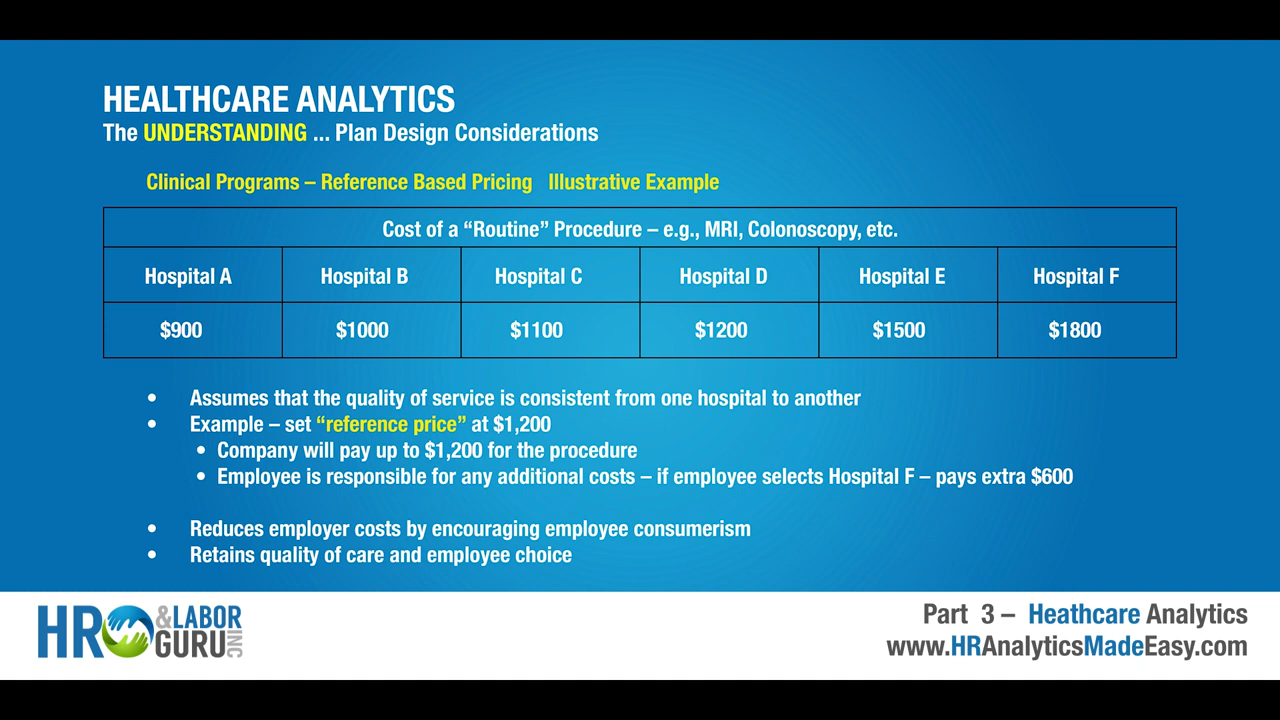 HEALTHCARE ANALYTICS
The UNDERSTANDING ... Plan Design Considerations
Clinical Programs – Reference Based Pricing   Illustrative Example
Cost of a “Routine” Procedure – e.g., MRI, Colonoscopy, etc.
Hospital A Hospital B Hospital C Hospital D Hospital E Hospital F
$900 $1000 $1100 $1200 $1500 $1800
• Assumes that the quality of service is consistent from one hospital to another
• Example – set “reference price” at $1,200
• Company will pay up to $1,200 for the procedure
• Employee is responsible for any additional costs – if employee selects Hospital F – pays extra $600
• Reduces employer costs by encouraging employee consumerism
• Retains quality of care and employee choice
HR &LABOR GURU INC
Part 3 – Heathcare Analytics
www.HRAnalyticsMadeEasy.com